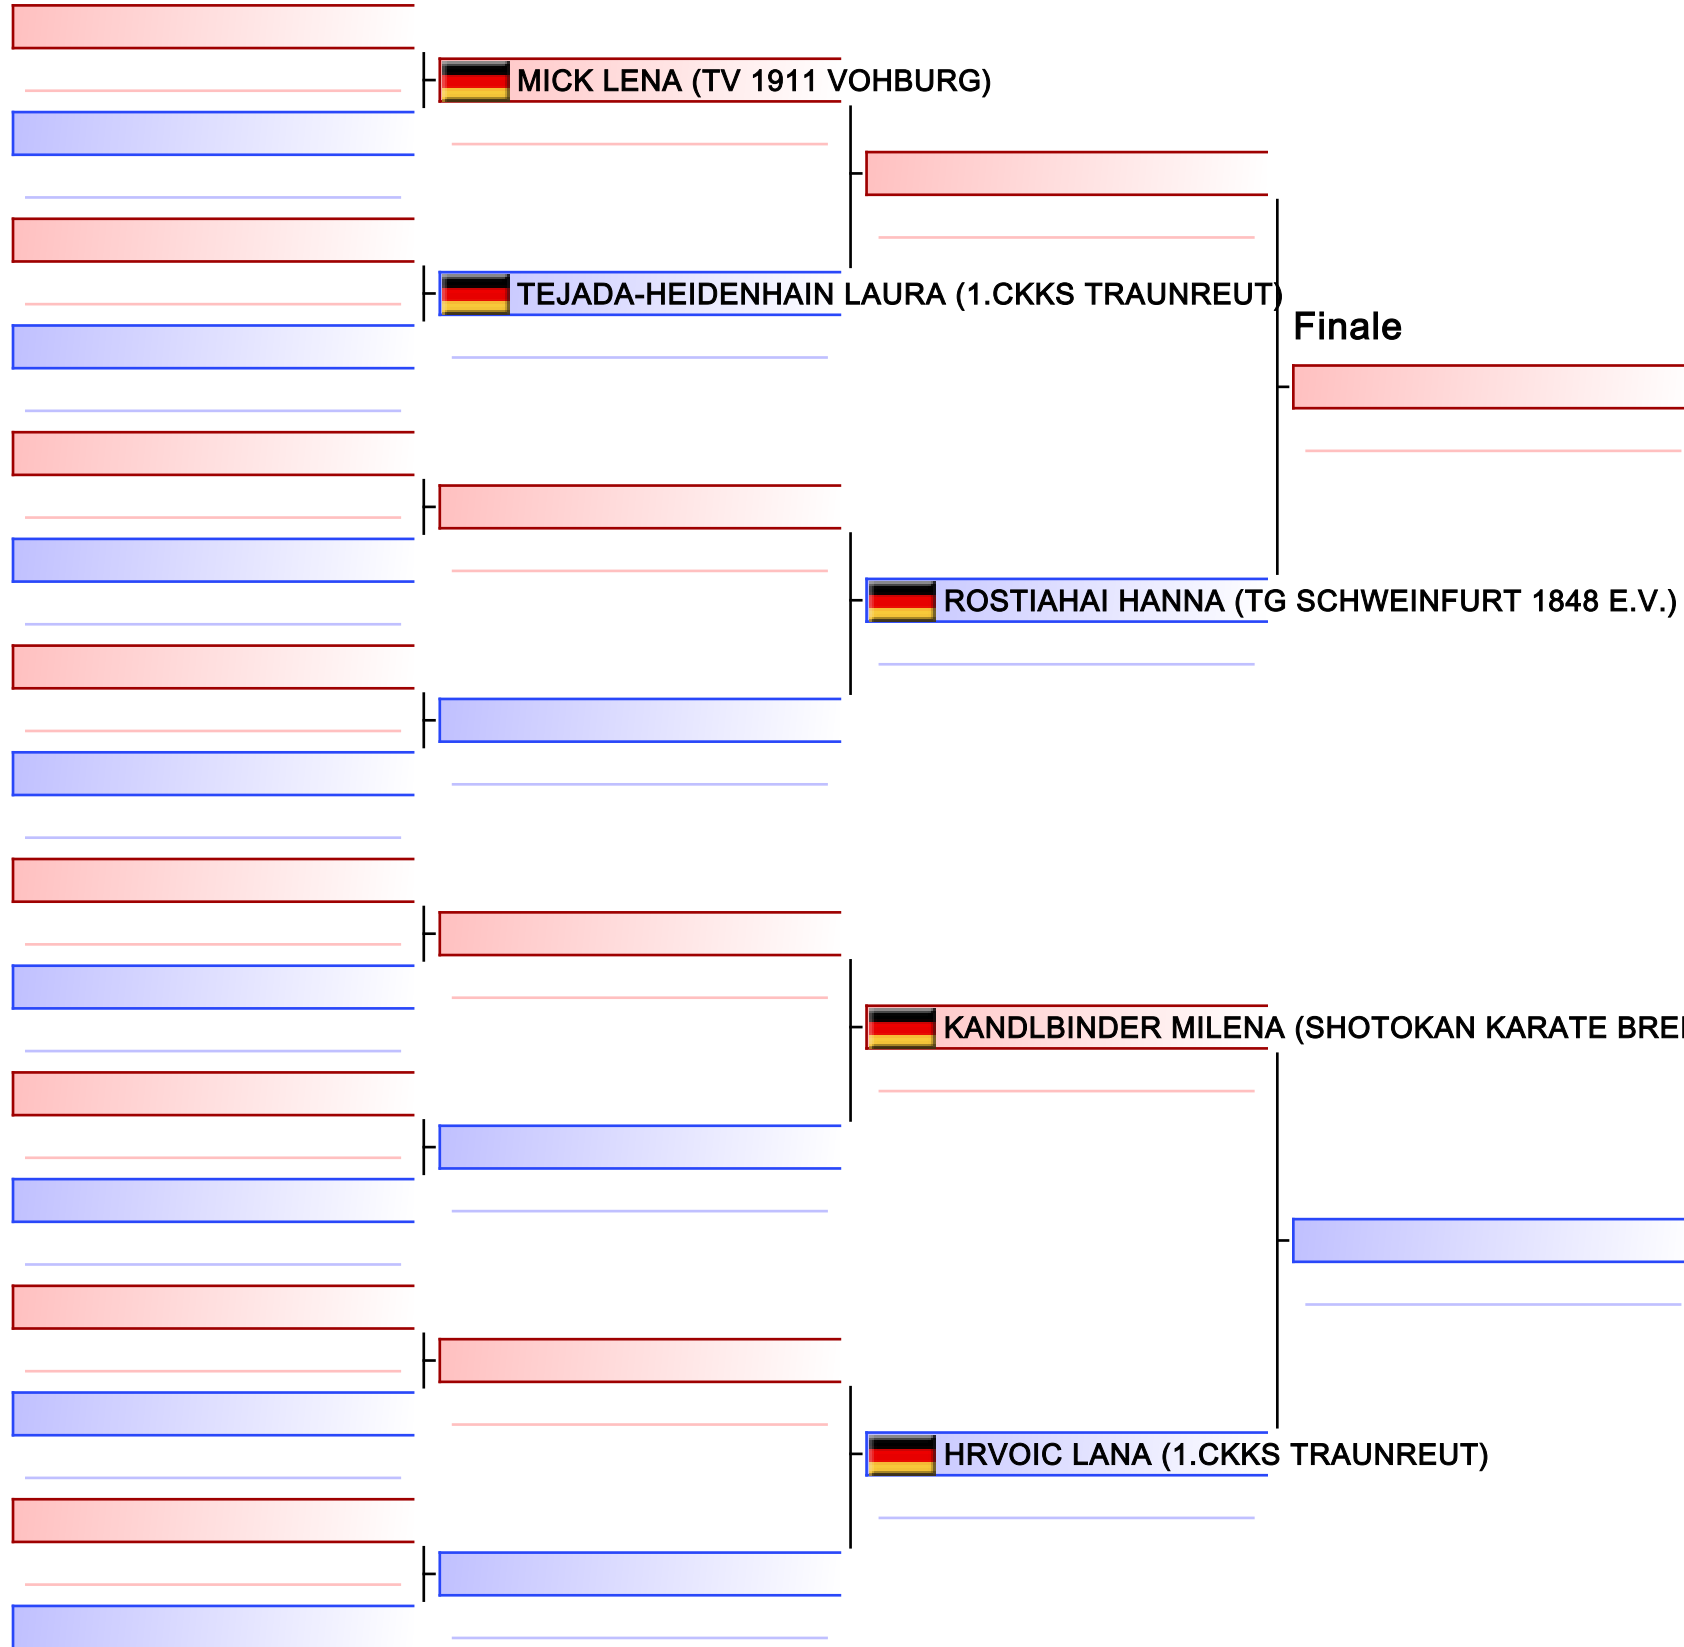 MICK LENA (TV 1911 VOHBURG)
TEJADA-HEIDENHAIN LAURA (1.CKKS TRAUNREUT)
Finale
ROSTIAHAI HANNA (TG SCHWEINFURT 1848 E.V.)
KANDLBINDER MILENA (SHOTOKAN KARATE
HRVOIC LANA (1.CKKS TRAUNREUT)